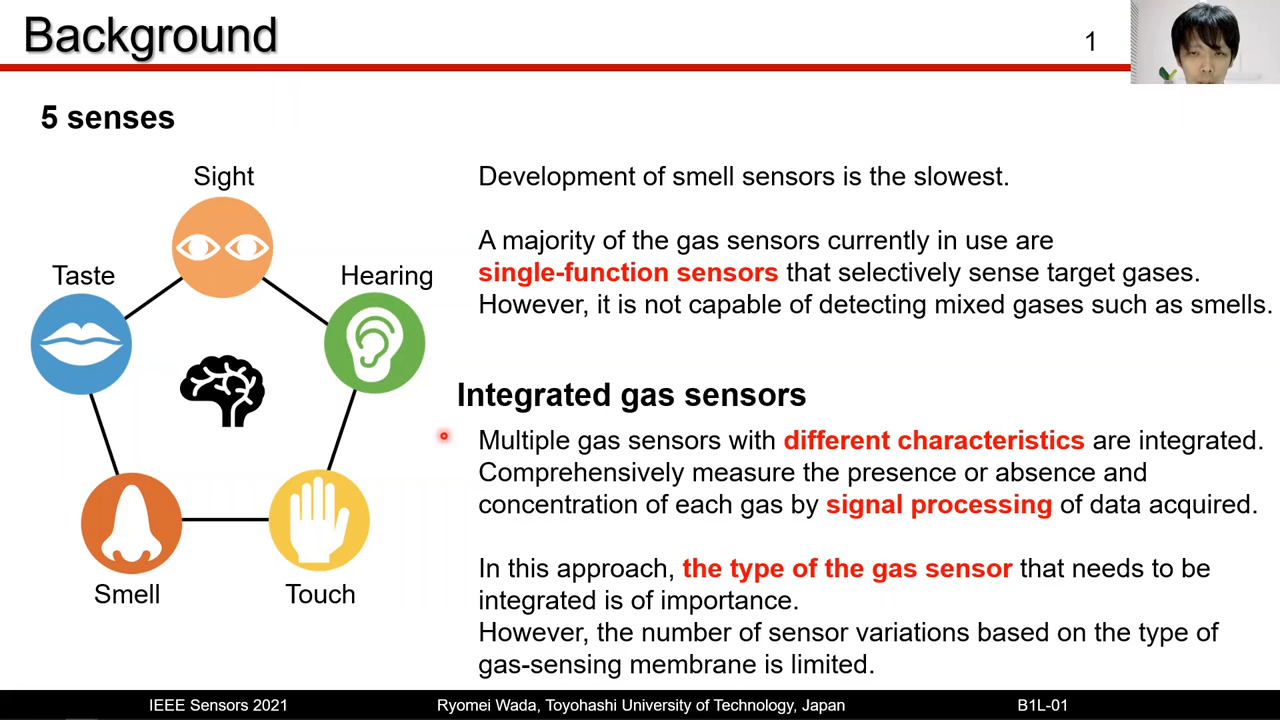 Background
1
5 senses
Sight
Taste
Hearing
Smell
Touch
Development of smell sensors is the slowest.
A majority of the gas sensors currently in use are
single-function sensors that selectively sense target gases.
However, it is not capable of detecting mixed gases such as smells.
Integrated gas sensors
Multiple gas sensors with different characteristics are integrated.
Comprehensively measure the presence or absence and
concentration of each gas by signal processing of data acquired.
In this approach, the type of the gas sensor that needs to be
integrated is of importance.
However, the number of sensor variations based on the type of
gas-sensing membrane is limited.
IEEE Sensors 2021
Ryomei Wada, Toyohashi University of Technology, Japan
B1L-01